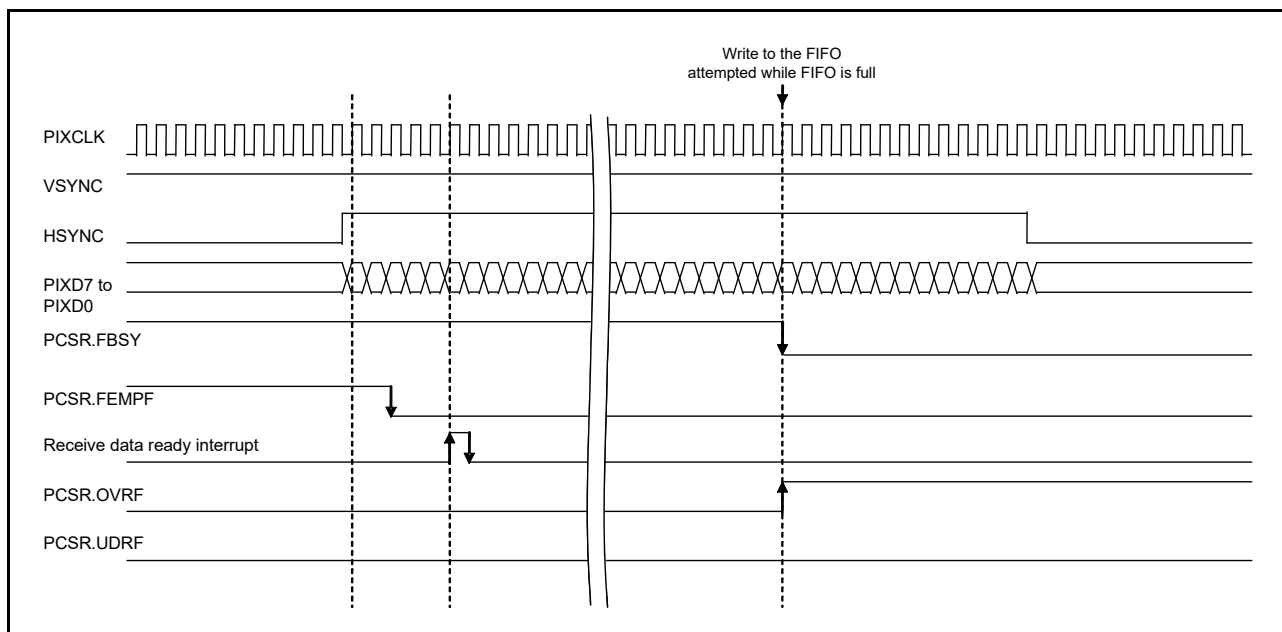 Write to the FIFO
attempted while FIFO is full
PIXCLK
VSYNC
HSYNC
PIXD7 to
PIXD0
PCSR.FBSY
PCSR.FEMPF
Receive data ready interrupt
PCSR.OVRF
PCSR.UDRF